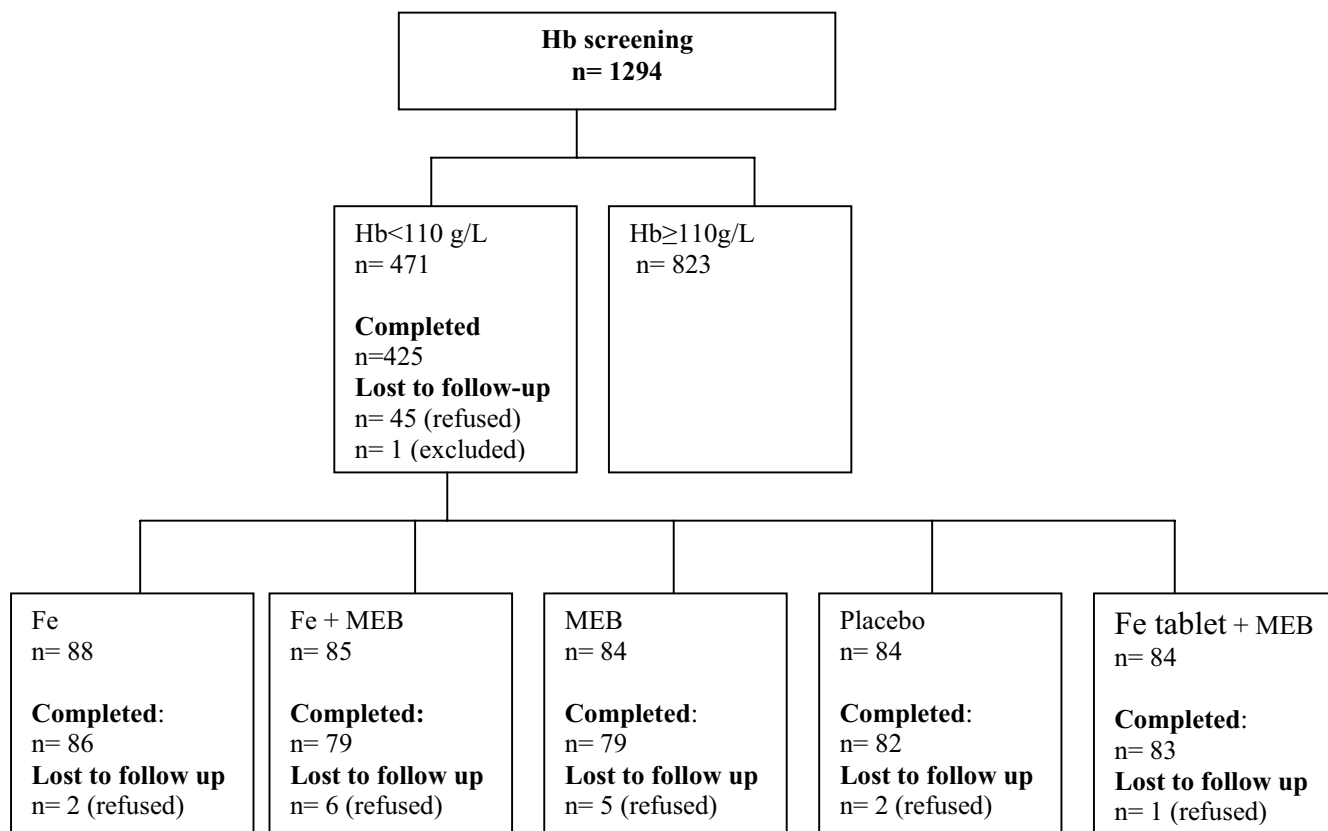 Hb screening
n= 1294
Hb<110 g/L
n= 471
Completed
n=425
Lost to follow-up
n= 45 (refused)
n= 1 (excluded)
Hb≥110g/L
n= 823
Fe
n= 88
Completed:
n= 86
Lost to follow up
n= 2 (refused)
Fe + MEB
n= 85
Completed:
n= 79
Lost to follow up
n= 6 (refused)
MEB
n= 84
Completed:
n= 79
Lost to follow up
n= 5 (refused)
Placebo
n= 84
Completed:
n= 82
Lost to follow up
n= 2 (refused)
Fe tablet + MEB
n= 84
Completed:
n= 83
Lost to follow up
n= 1 (refused)